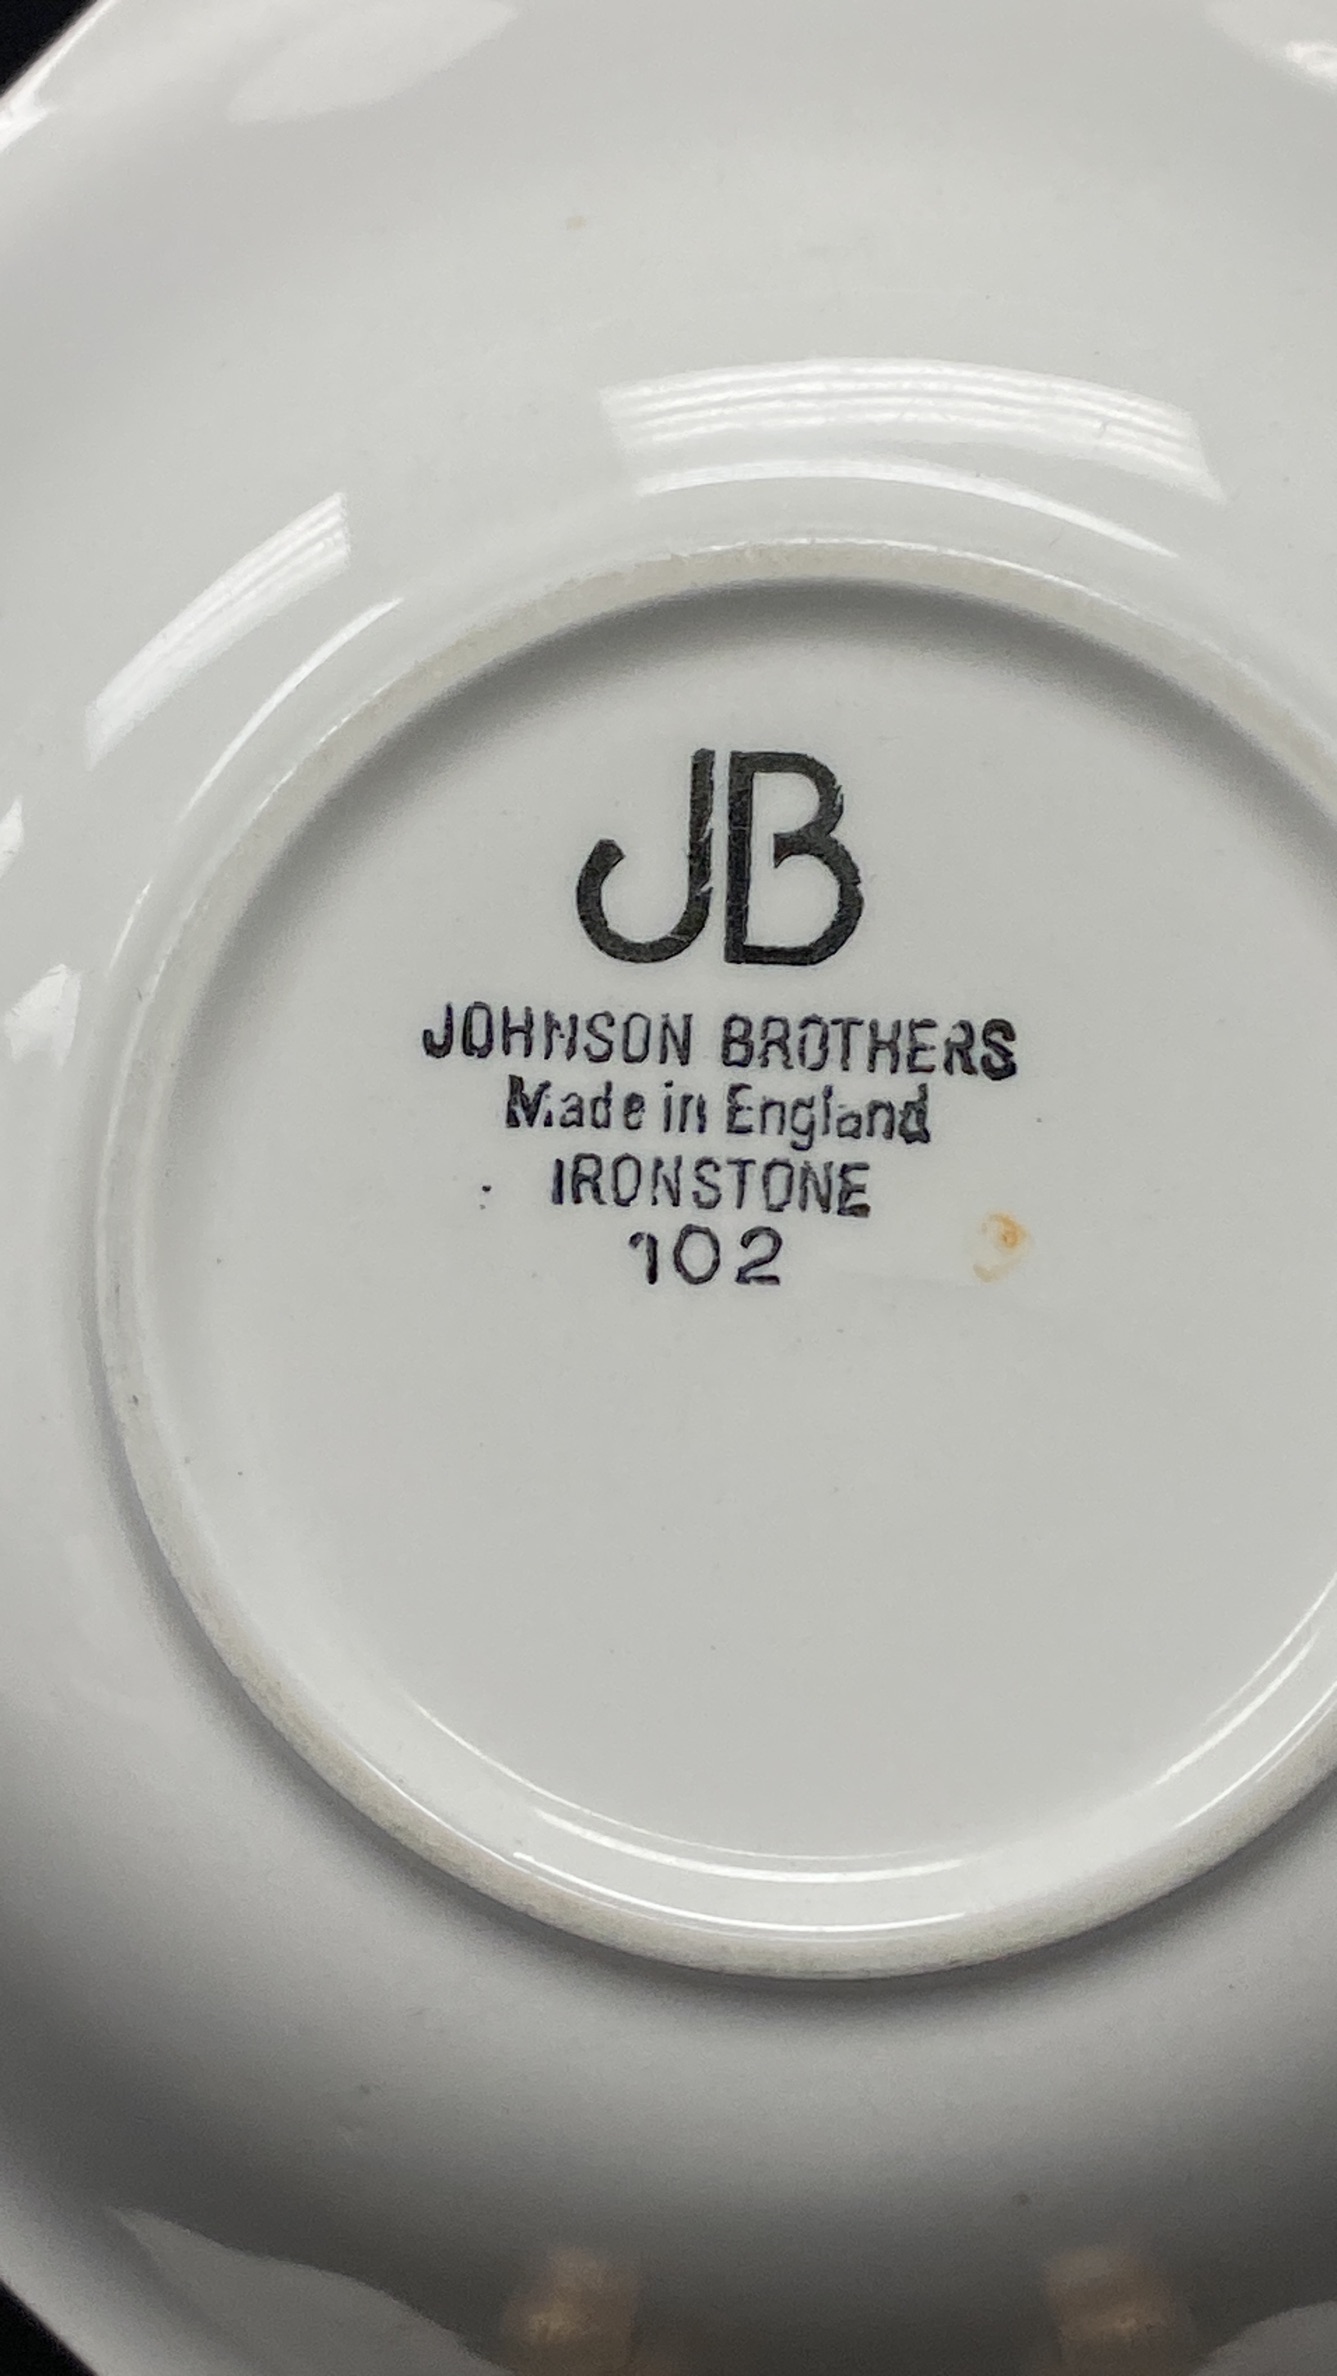 JB
JOHNSON BROTHERS
Made in England
IRONSTONE
102